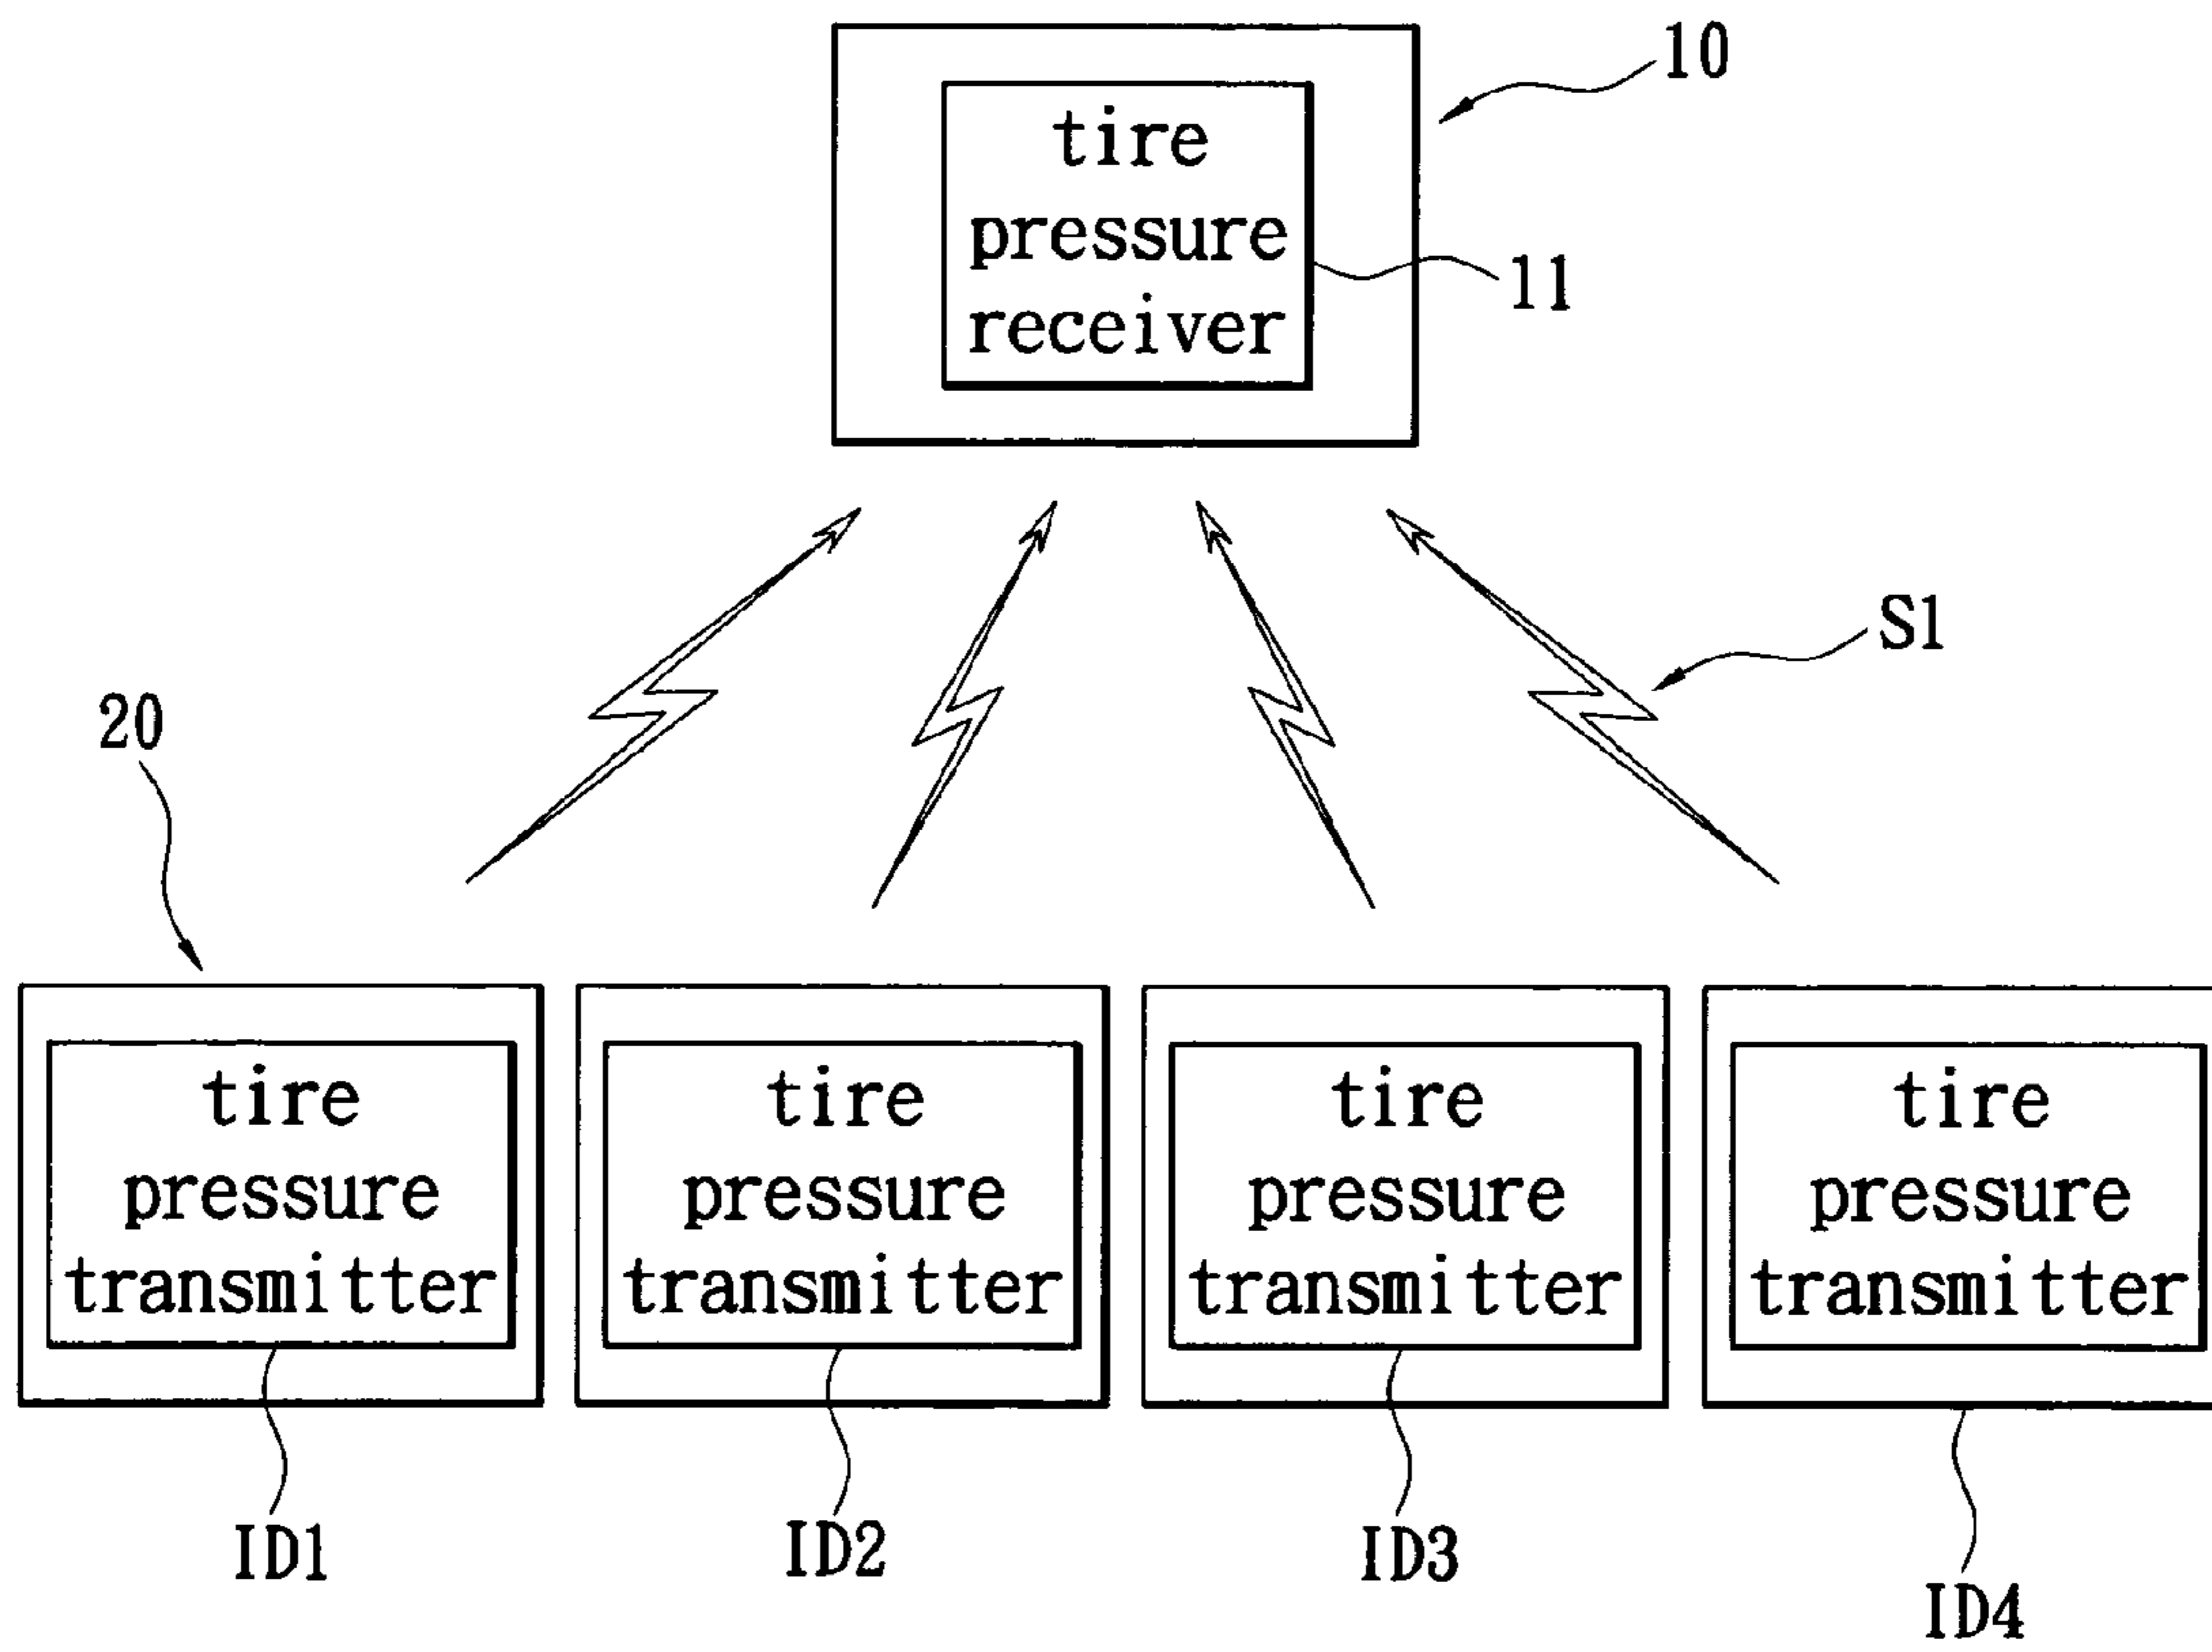 10
tire
pressure
receiver
11
S1
20
tire
pressure
transmitter
tire
pressure
transmitter
tire
pressure
transmitter
tire
pressure
transmitter
ID1
ID2
ID3
ID4